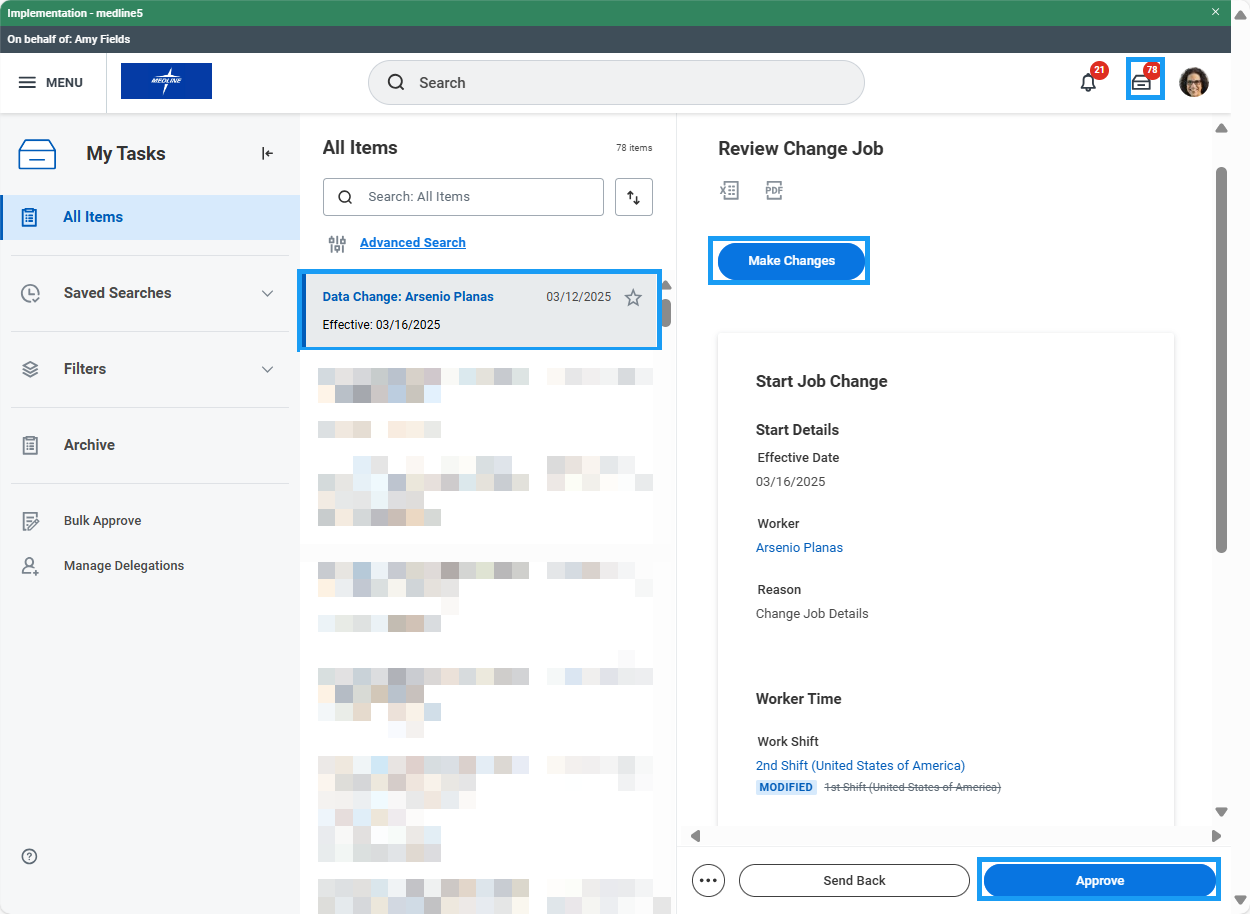 Implementation - medline5
On behalf of: Amy Fields
MENU
MEDLINE
Search
21
78
My Tasks
All Items
Saved Searches
Filters
Archive
Bulk Approve
Manage Delegations
All Items
78 items
Search: All Items
Advanced Search
Data Change: Arsenio Planas
03/12/2025
Effective: 03/16/2025
Review Change Job
X
PDF
Make Changes
Start Job Change
Start Details
Effective Date
03/16/2025
Worker
Arsenio Planas
Reason
Change Job Details
Worker Time
Work Shift
2nd Shift (United States of America)
MODIFIED 1st Shift (United States of America)
Send Back
Approve